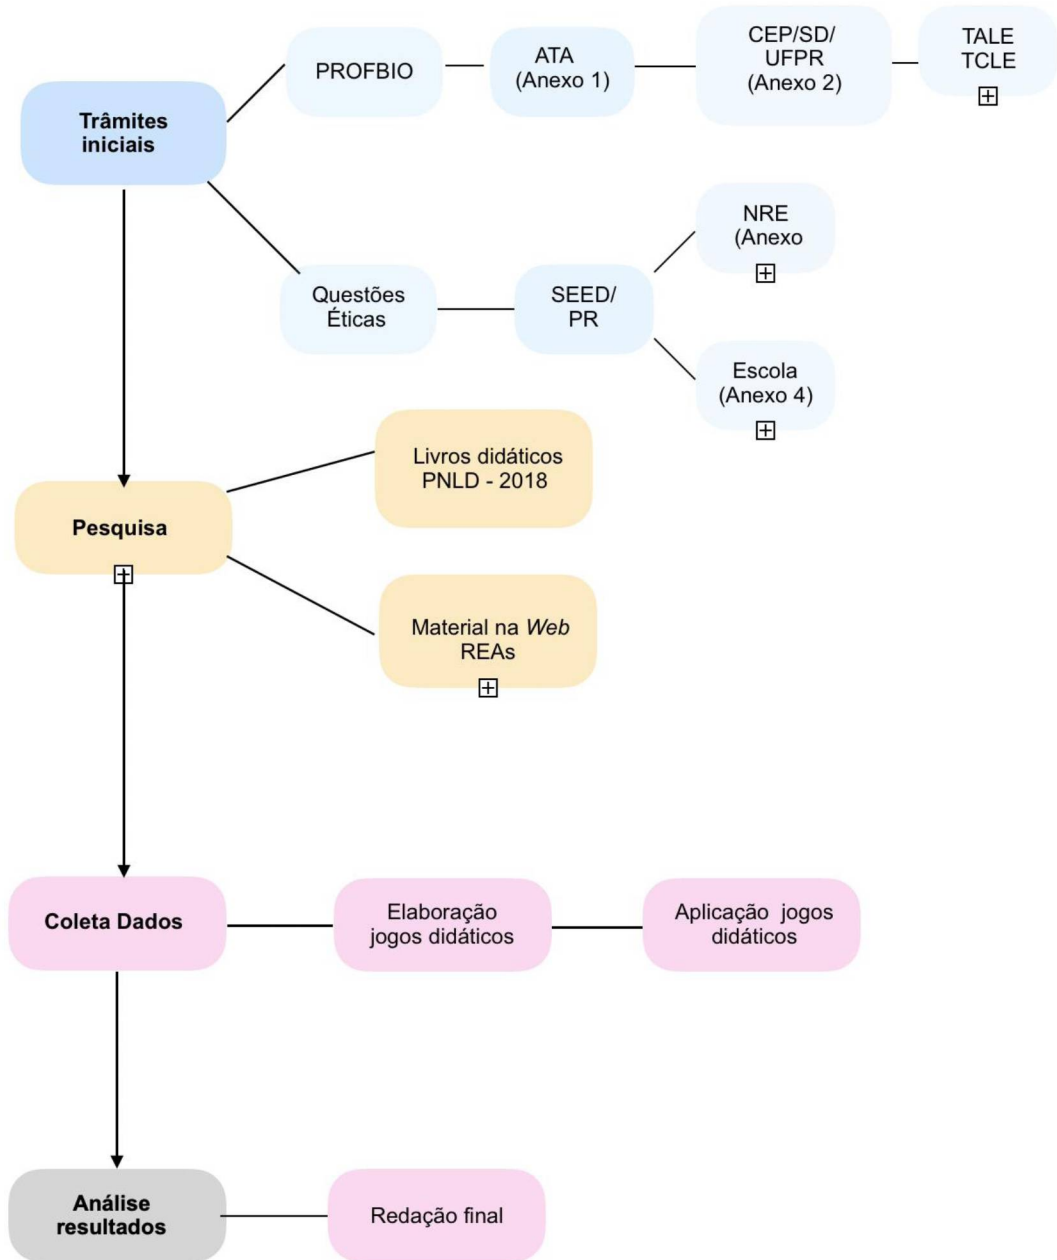 Trâmites
iniciais
PROFBIO
ATA
(Anexo 1)
CEP/SD/
UFPR
(Anexo 2)
TALE
TCLE
Questões
Éticas
SEED/
PR
NRE
(Anexo
Escola
(Anexo 4)
Pesquisa
Livros didáticos
PNLD - 2018
Material na Web
REAs
Coleta Dados
Elaboração
jogos didáticos
Aplicação jogos
didáticos
Análise
resultados
Redação final